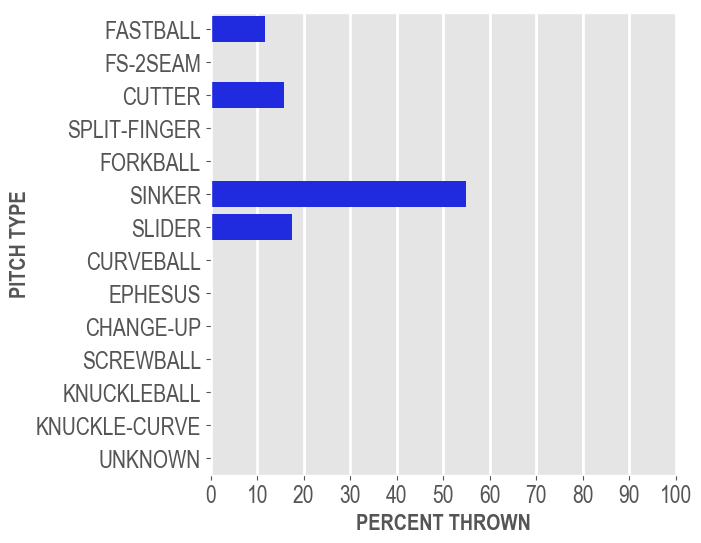 FASTBALL
FS-2SEAM
CUTTER
SPLIT-FINGER
FORKBALL
SINKER
SLIDER
CURVEBALL
EPHESUS
CHANGE-UP
SCREWBALL
KNUCKLEBALL
KNUCKLE-CURVE
UNKNOWN
PITCH TYPE
0 10 20 30 40 50 60 70 80 90 100
PERCENT THROWN